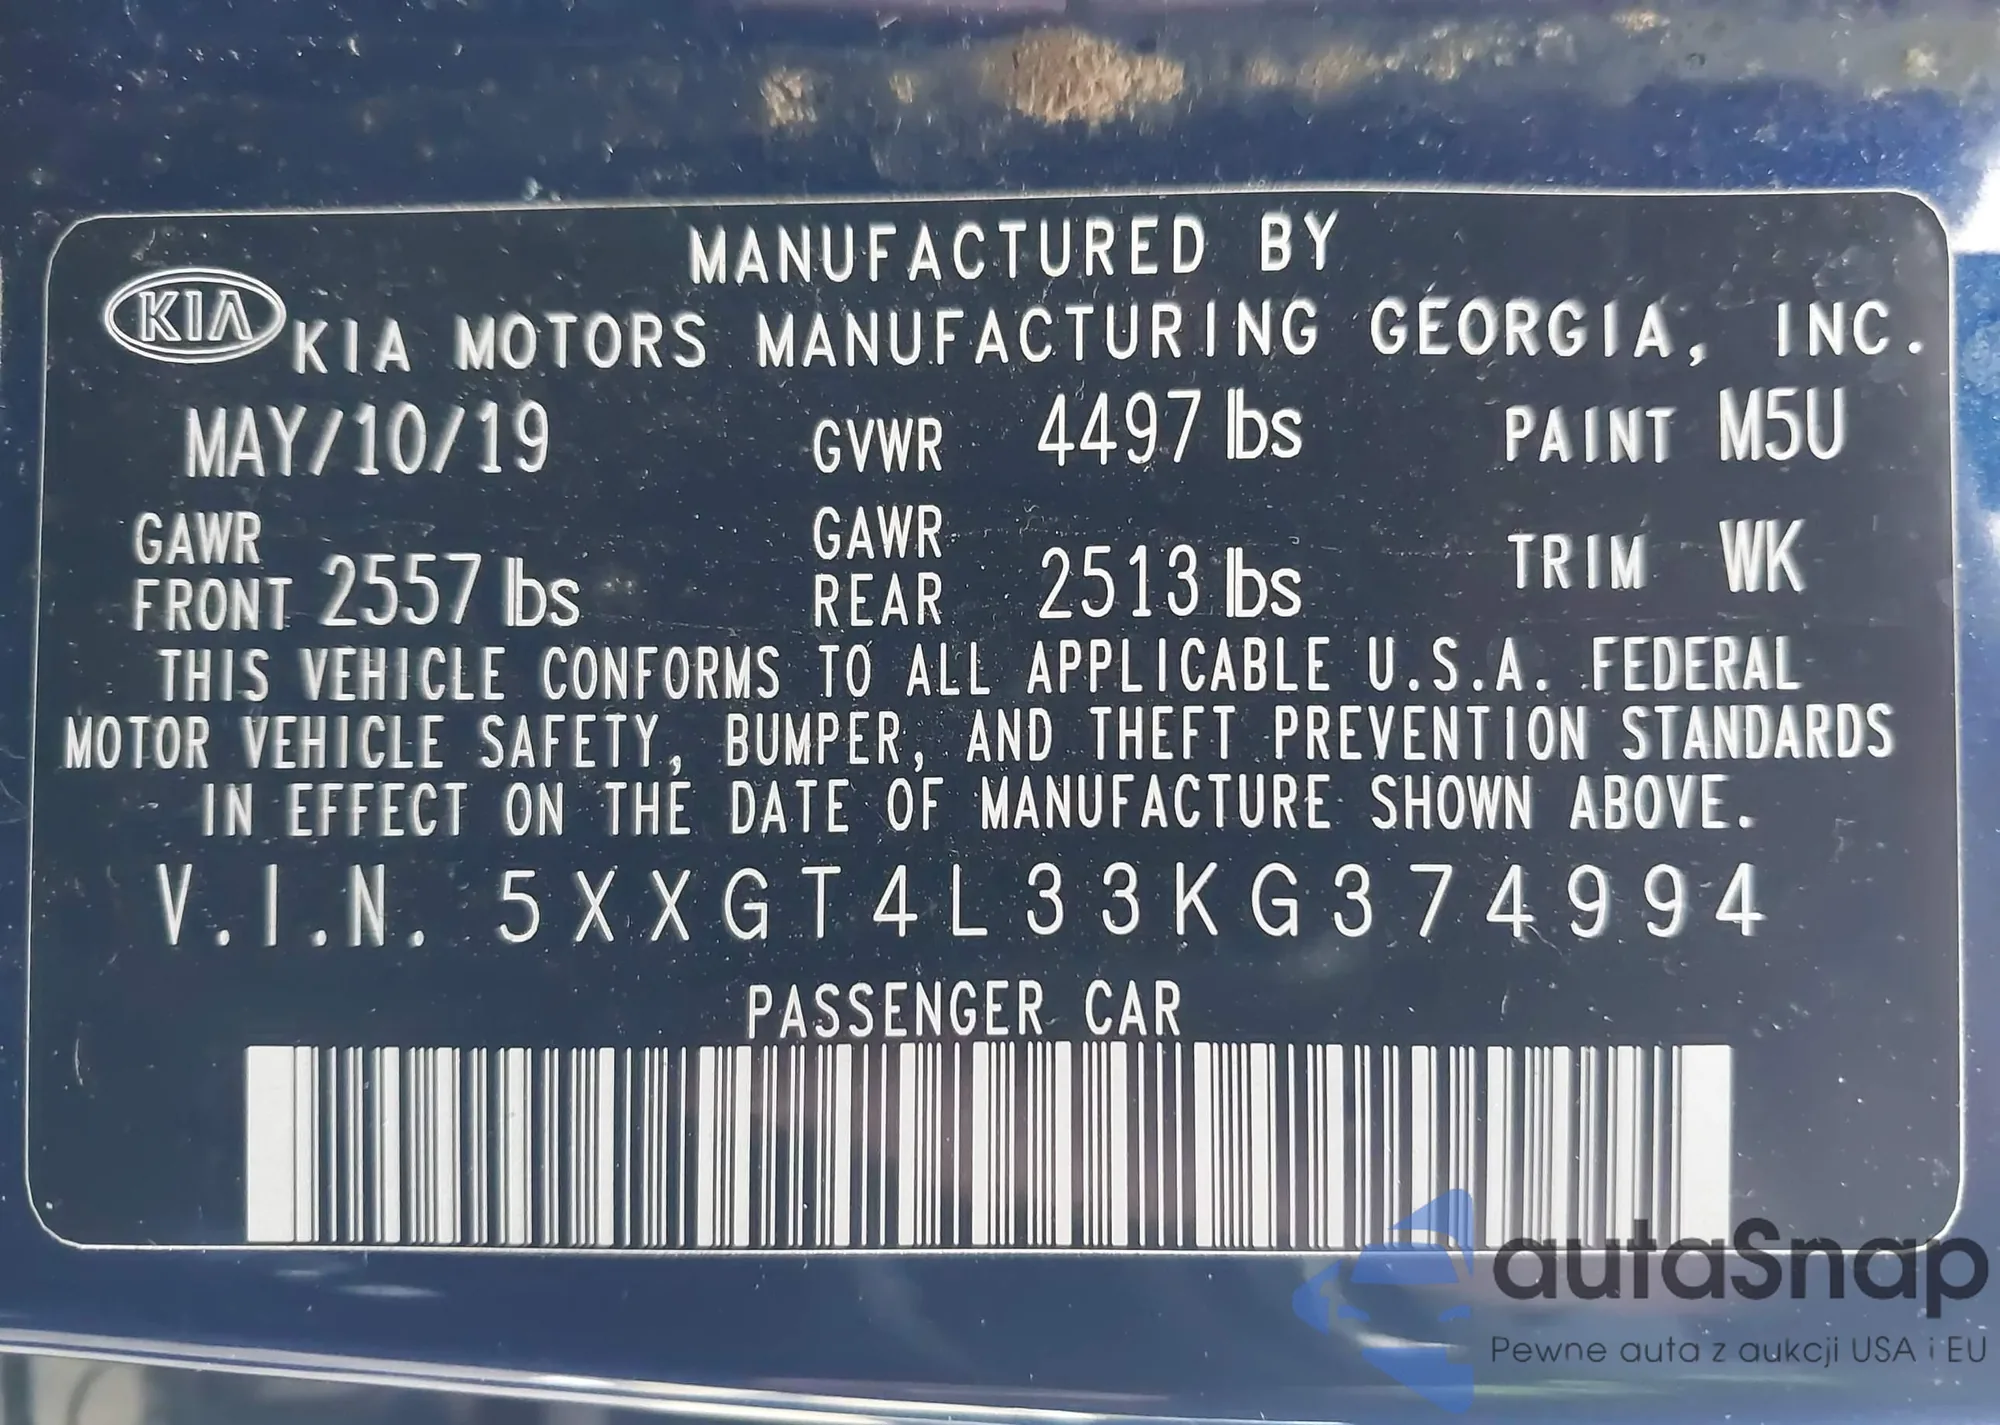 MANUFACTURED BY
KIA KIA MOTORS MANUFACTURING GEORGIA, INC.
MAY/10/19 GVWR 4497 lbs PAINT M5U
GAWR FRONT 2557 lbs GAWR REAR 2513 lbs TRIM WK
THIS VEHICLE CONFORMS TO ALL APPLICABLE U.S.A. FEDERAL
MOTOR VEHICLE SAFETY, BUMPER, AND THEFT PREVENTION STANDARDS
IN EFFECT ON THE DATE OF MANUFACTURE SHOWN ABOVE.
V.I.N. 5XXGT4L33KG374994
PASSENGER CAR
autaSnap
Pewne auta z aukcji USA i EU